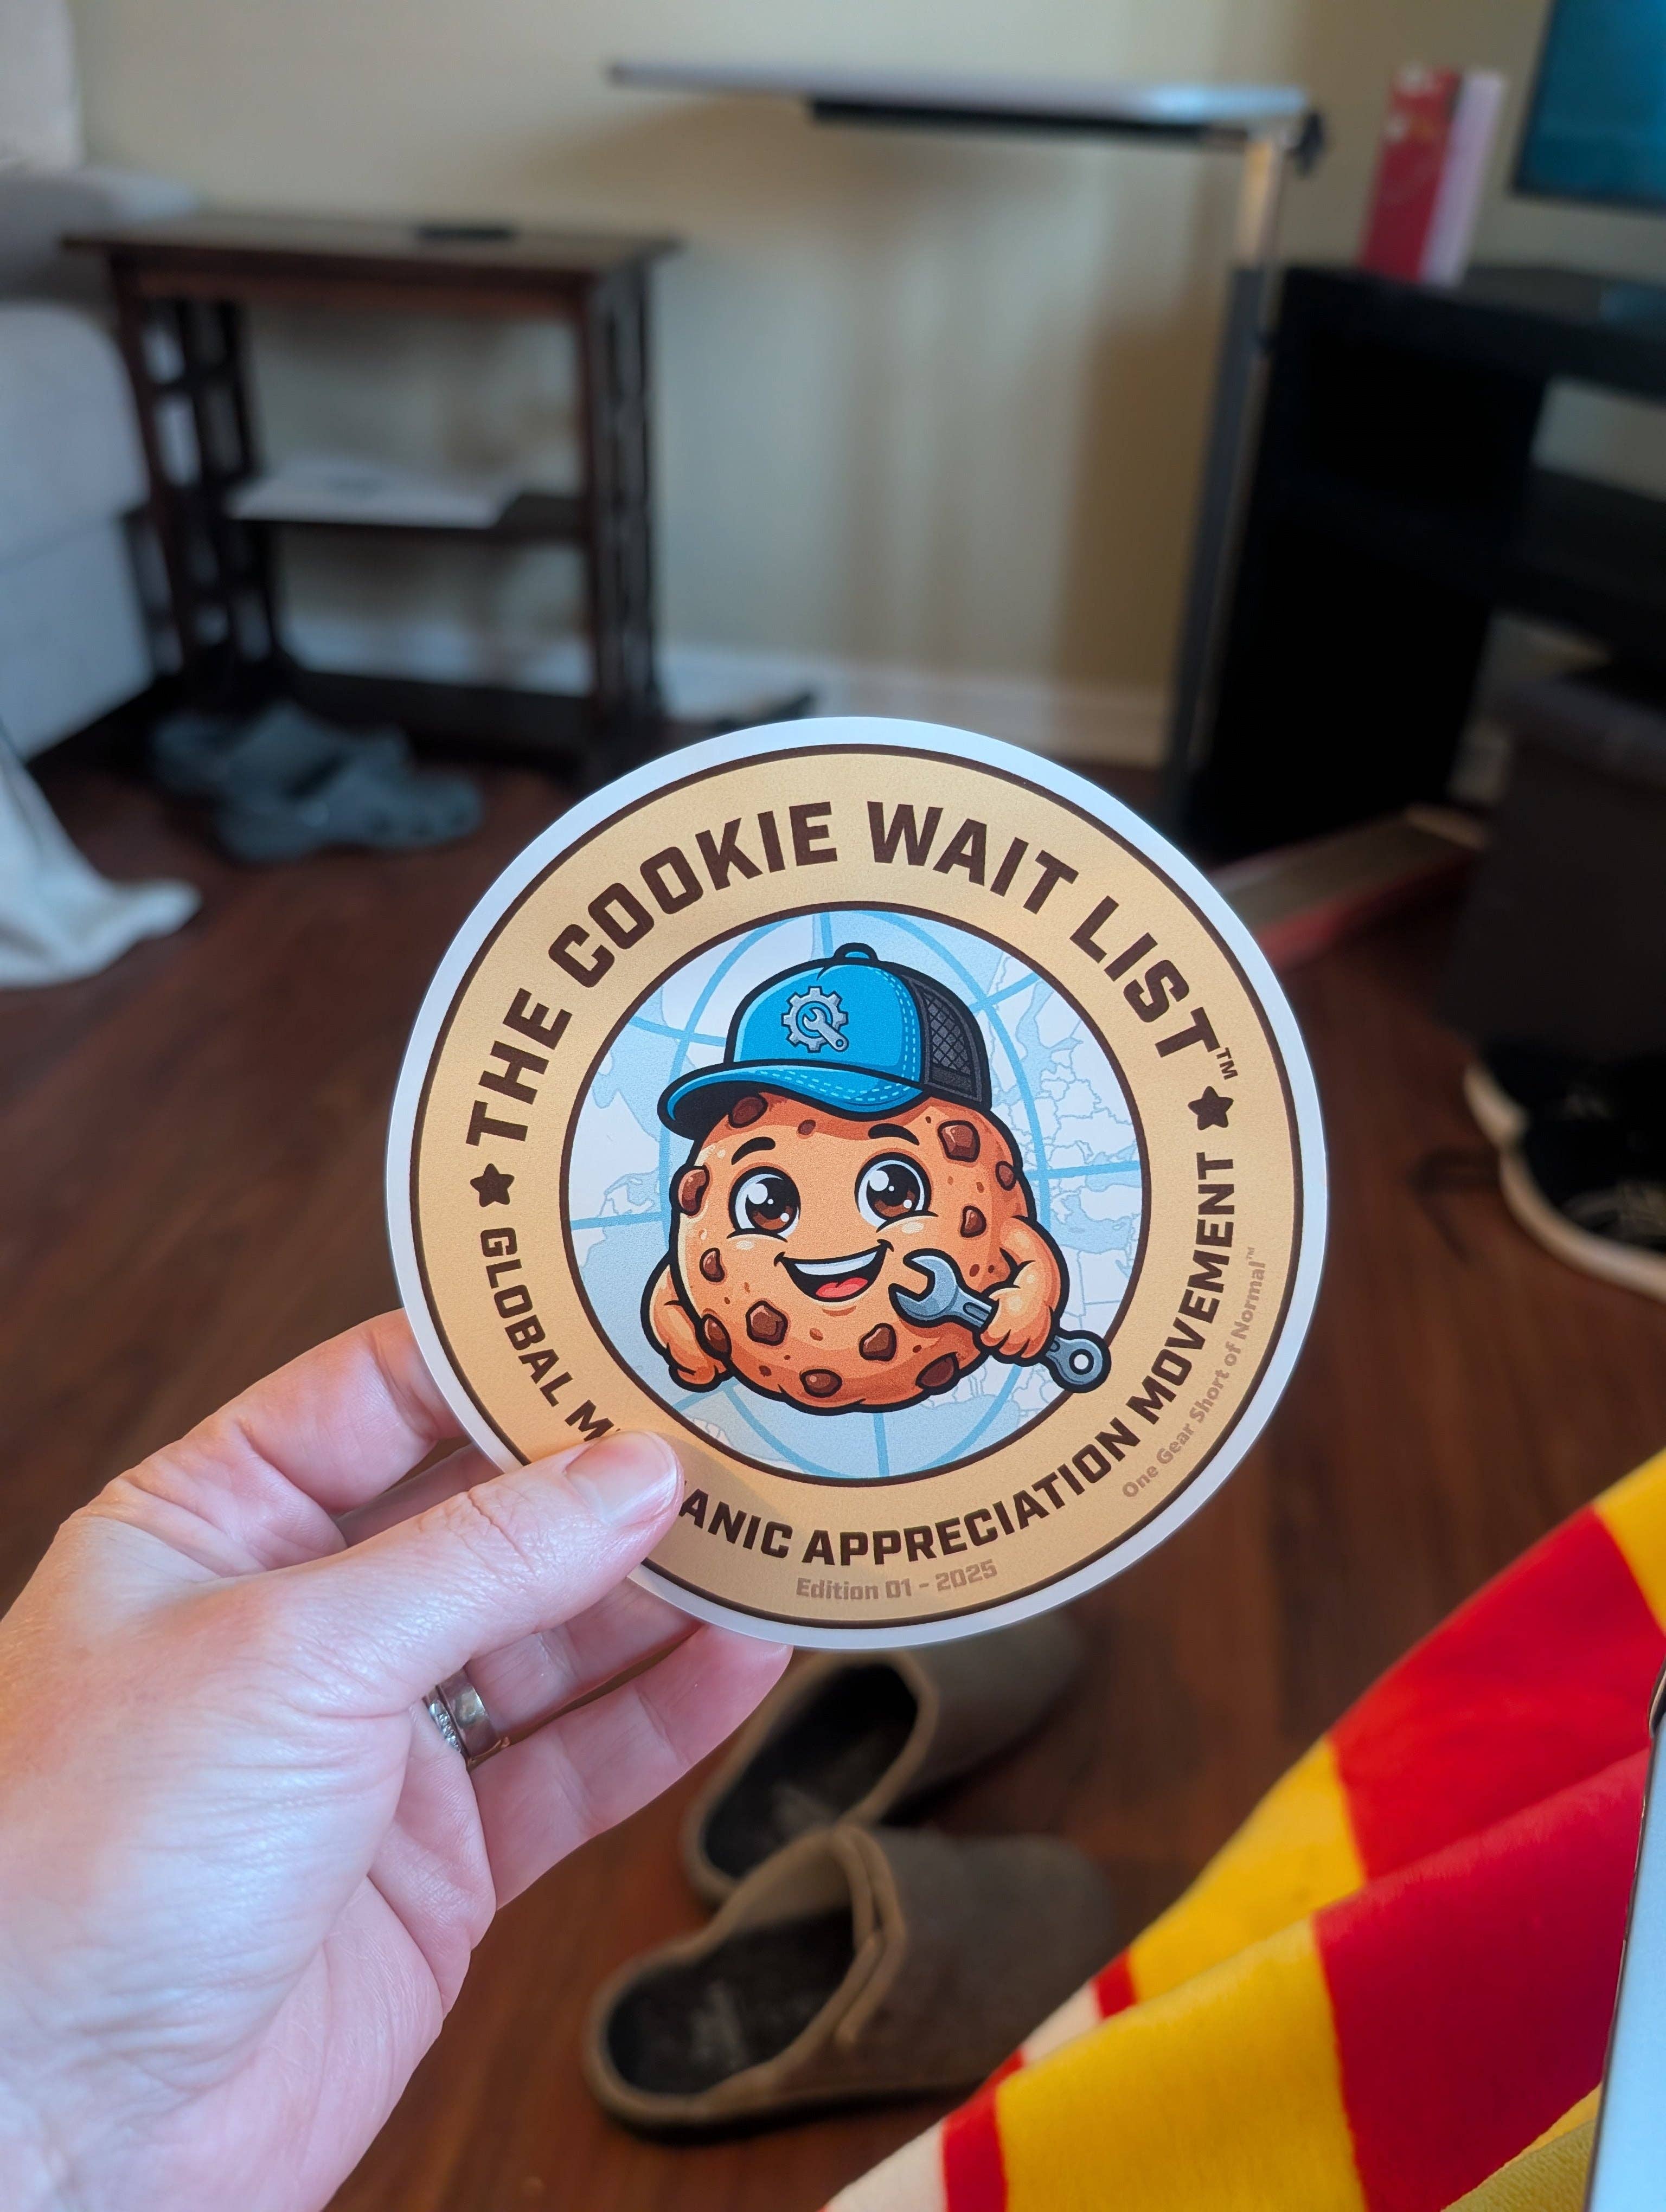 THE COOKIE WAIT LIST™
GLOBAL M ANIC APPRECIATION MOVEMENT
One Gear Short of Normal™
Edition 01 - 2025